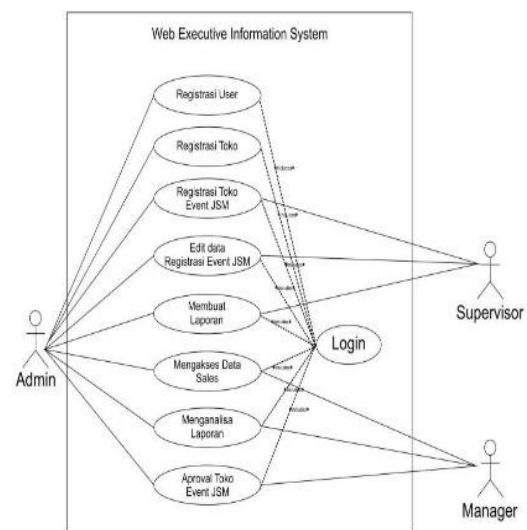 Web Executive Information System
Registrasi User
Registrasi Toko
Registrasi Toko
Event JSM
Edit data
Registrasi Event JSM
Membuat
Laporan
Mengakses Data
Sales
Menganalisa
Laporan
Aproval Toko
Event JSM
Login
Admin
Supervisor
Manager